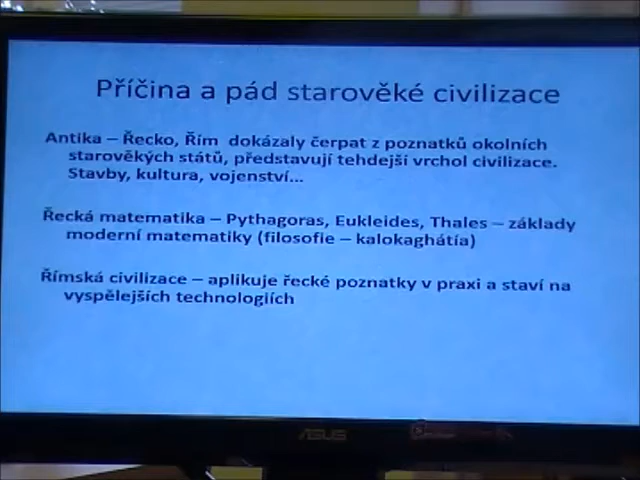 Příčina a pád starověké civilizace
Antika – Řecko, Řím dokázaly čerpat z poznatků okolních
starověkých států, představují tehdejší vrchol civilizace.
Stavby, kultura, vojenství...
Řecká matematika – Pythagoras, Eukleides, Thales – základy
moderní matematiky (filosofie – kalokaghátía)
Římská civilizace – aplikuje řecké poznatky v praxi a staví na
vyspělejších technologiích
ASUS